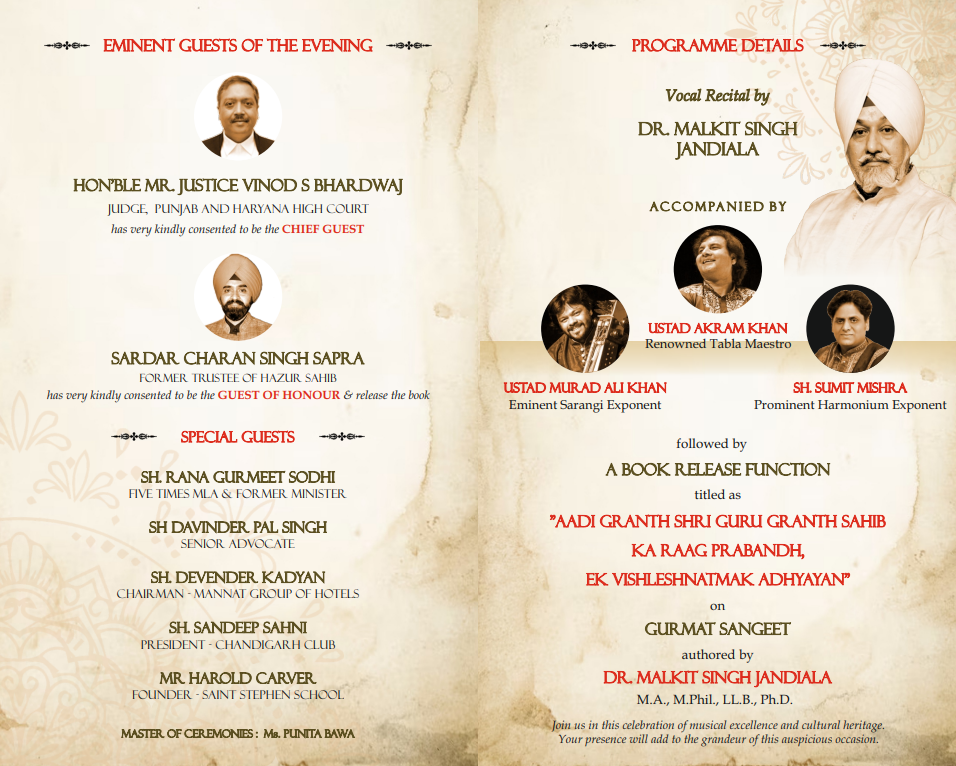 EMINENT GUESTS OF THE EVENING
HON'BLE MR. JUSTICE VINOD S BHARDWAJ
JUDGE, PUNJAB AND HARYANA HIGH COURT
has very kindly consented to be the CHIEF GUEST
SARDAR CHARAN SINGH SAPRA
FORMER TRUSTEE OF HAZUR SAHIB
has very kindly consented to be the GUEST OF HONOUR & release the book
SPECIAL GUESTS
SH. RANA GURMEET SODHI
FIVE TIMES MLA & FORMER MINISTER
SH DAVINDER PAL SINGH
SENIOR ADVOCATE
SH. DEVENDER KADYAN
CHAIRMAN - MANNAT GROUP OF HOTELS
SH. SANDEEP SAHNI
PRESIDENT - CHANDIGARH CLUB
MR HAROLD CARVER
FOUNDER - SAINT STEPHEN SCHOOL
MASTER OF CEREMONIES : Ms. PUNITA BAWA
PROGRAMME DETAILS
Vocal Recital by
DR. MALKIT SINGH
JANDIALA
ACCOMPANIED BY
USTAD AKRAM KHAN
Renowned Tabla Maestro
USTAD MURAD ALI KHAN
Eminent Sarangi Exponent
SH. SUMIT MISHRA
Prominent Harmonium Exponent
followed by
A BOOK RELEASE FUNCTION
titled as
"AADI GRANTH SHRI GURU GRANTH SAHIB
KA RAAG PRABANDH,
EK VISHLESHNATMAK ADHYAYAN"
on
GURMAT SANGEET
authored by
DR. MALKIT SINGH JANDIALA
M.A., M.Phil., LL.B., Ph.D.
Join us in this celebration of musical excellence and cultural heritage.
Your presence will add to the grandeur of this auspicious occasion.